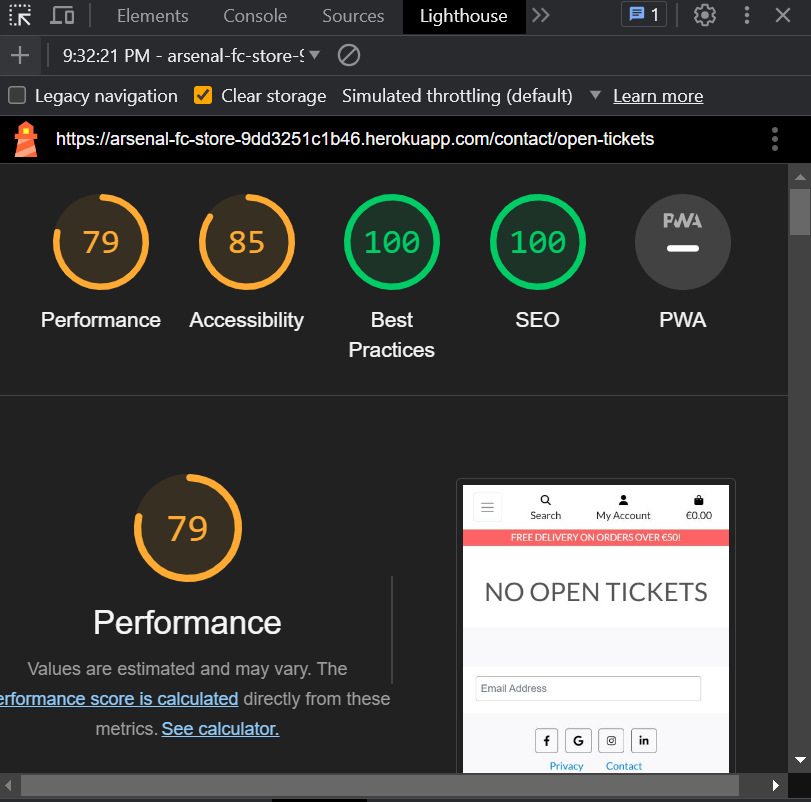 Elements Console Sources Lighthouse 1
9:32:21 PM - arsenal-fc-store-9
Legacy navigation Clear storage Simulated throttling (default) Learn more
https://arsenal-fc-store-9dd3251c1b46.herokuapp.com/contact/open-tickets
79 85 100 100 PWA
Performance Accessibility Best SEO PWA
Practices
79
Performance
Values are estimated and may vary. The
erformance score is calculated directly from these
metrics. See calculator.
Search My Account €0.00
FREE DELIVERY ON ORDERS OVER €50!
NO OPEN TICKETS
Email Address
Privacy Contact